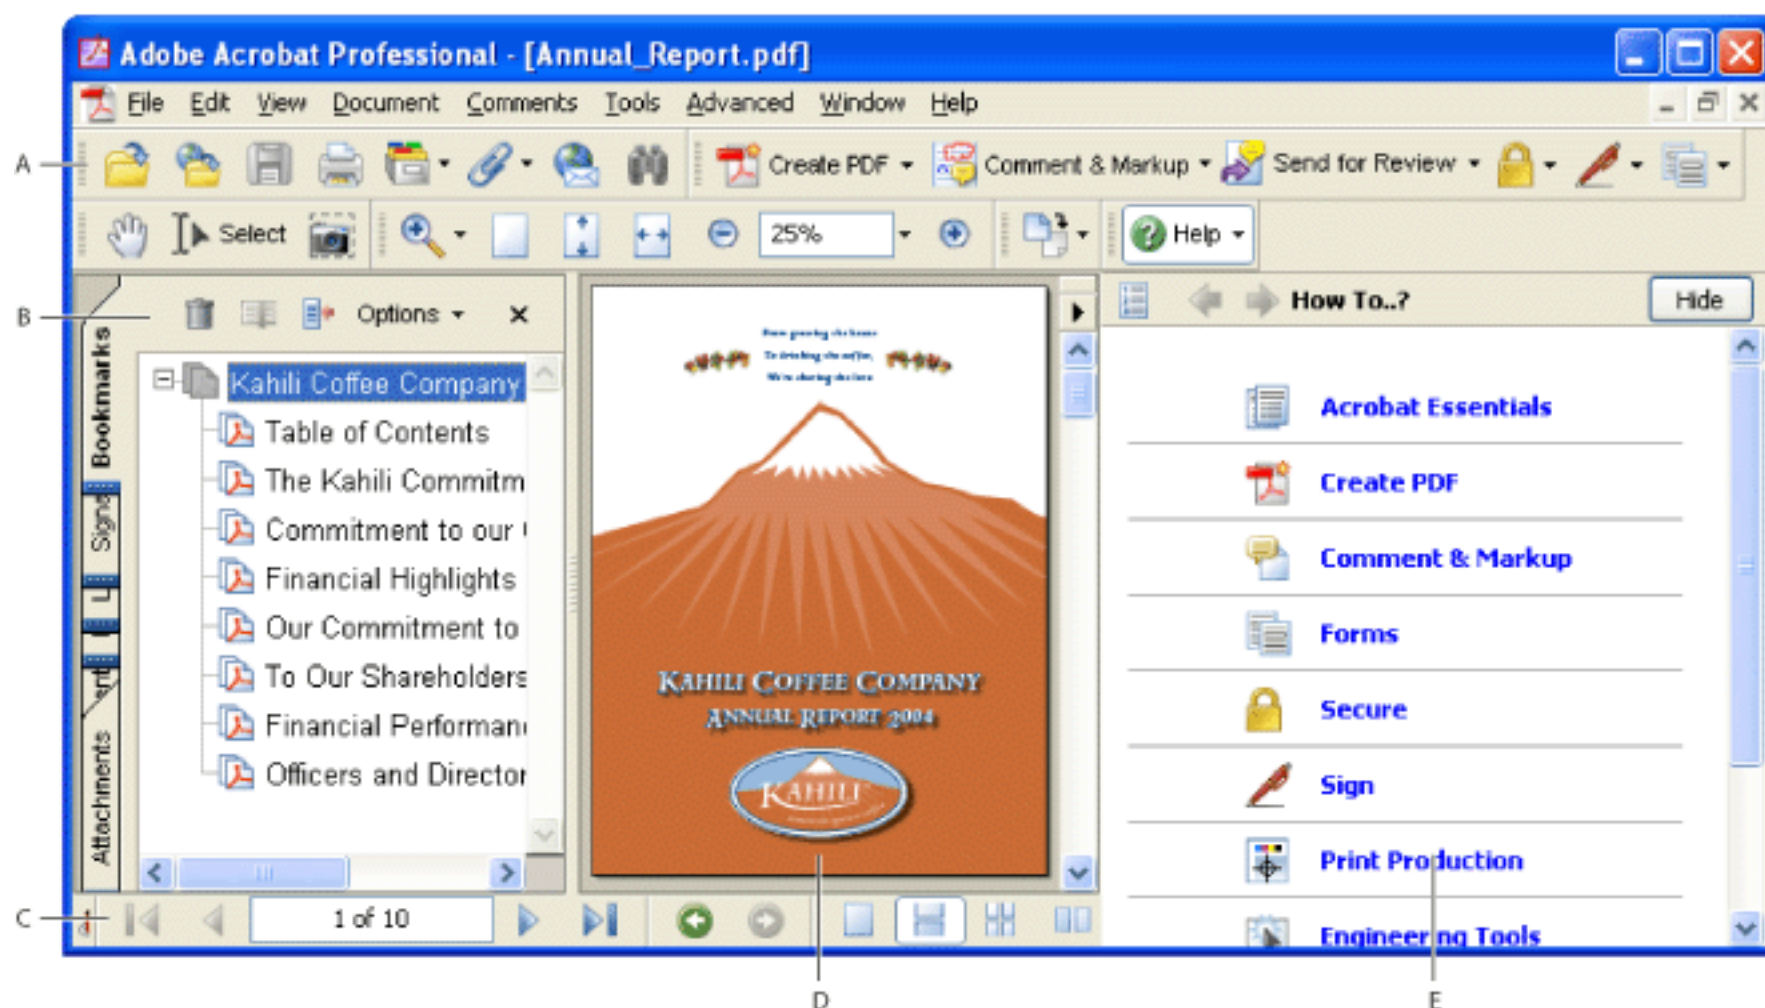 Adobe Acrobat Professional - [Annual_Report.pdf]
File Edit View Document Comments Tools Advanced Window Help
A
Create PDF Comment & Markup Send for Review
Select 25% Help
B
Options
How To..? Hide
Bookmarks
Signa
Attachments
Kahili Coffee Company
Table of Contents
The Kahili Commitm
Commitment to our
Financial Highlights
Our Commitment to
To Our Shareholders
Financial Performan
Officers and Director
KAHILI COFFEE COMPANY
ANNUAL REPORT 2004
KAHILI
Acrobat Essentials
Create PDF
Comment & Markup
Forms
Secure
Sign
Print Production
Engineering Tools
C
1 of 10
D
E